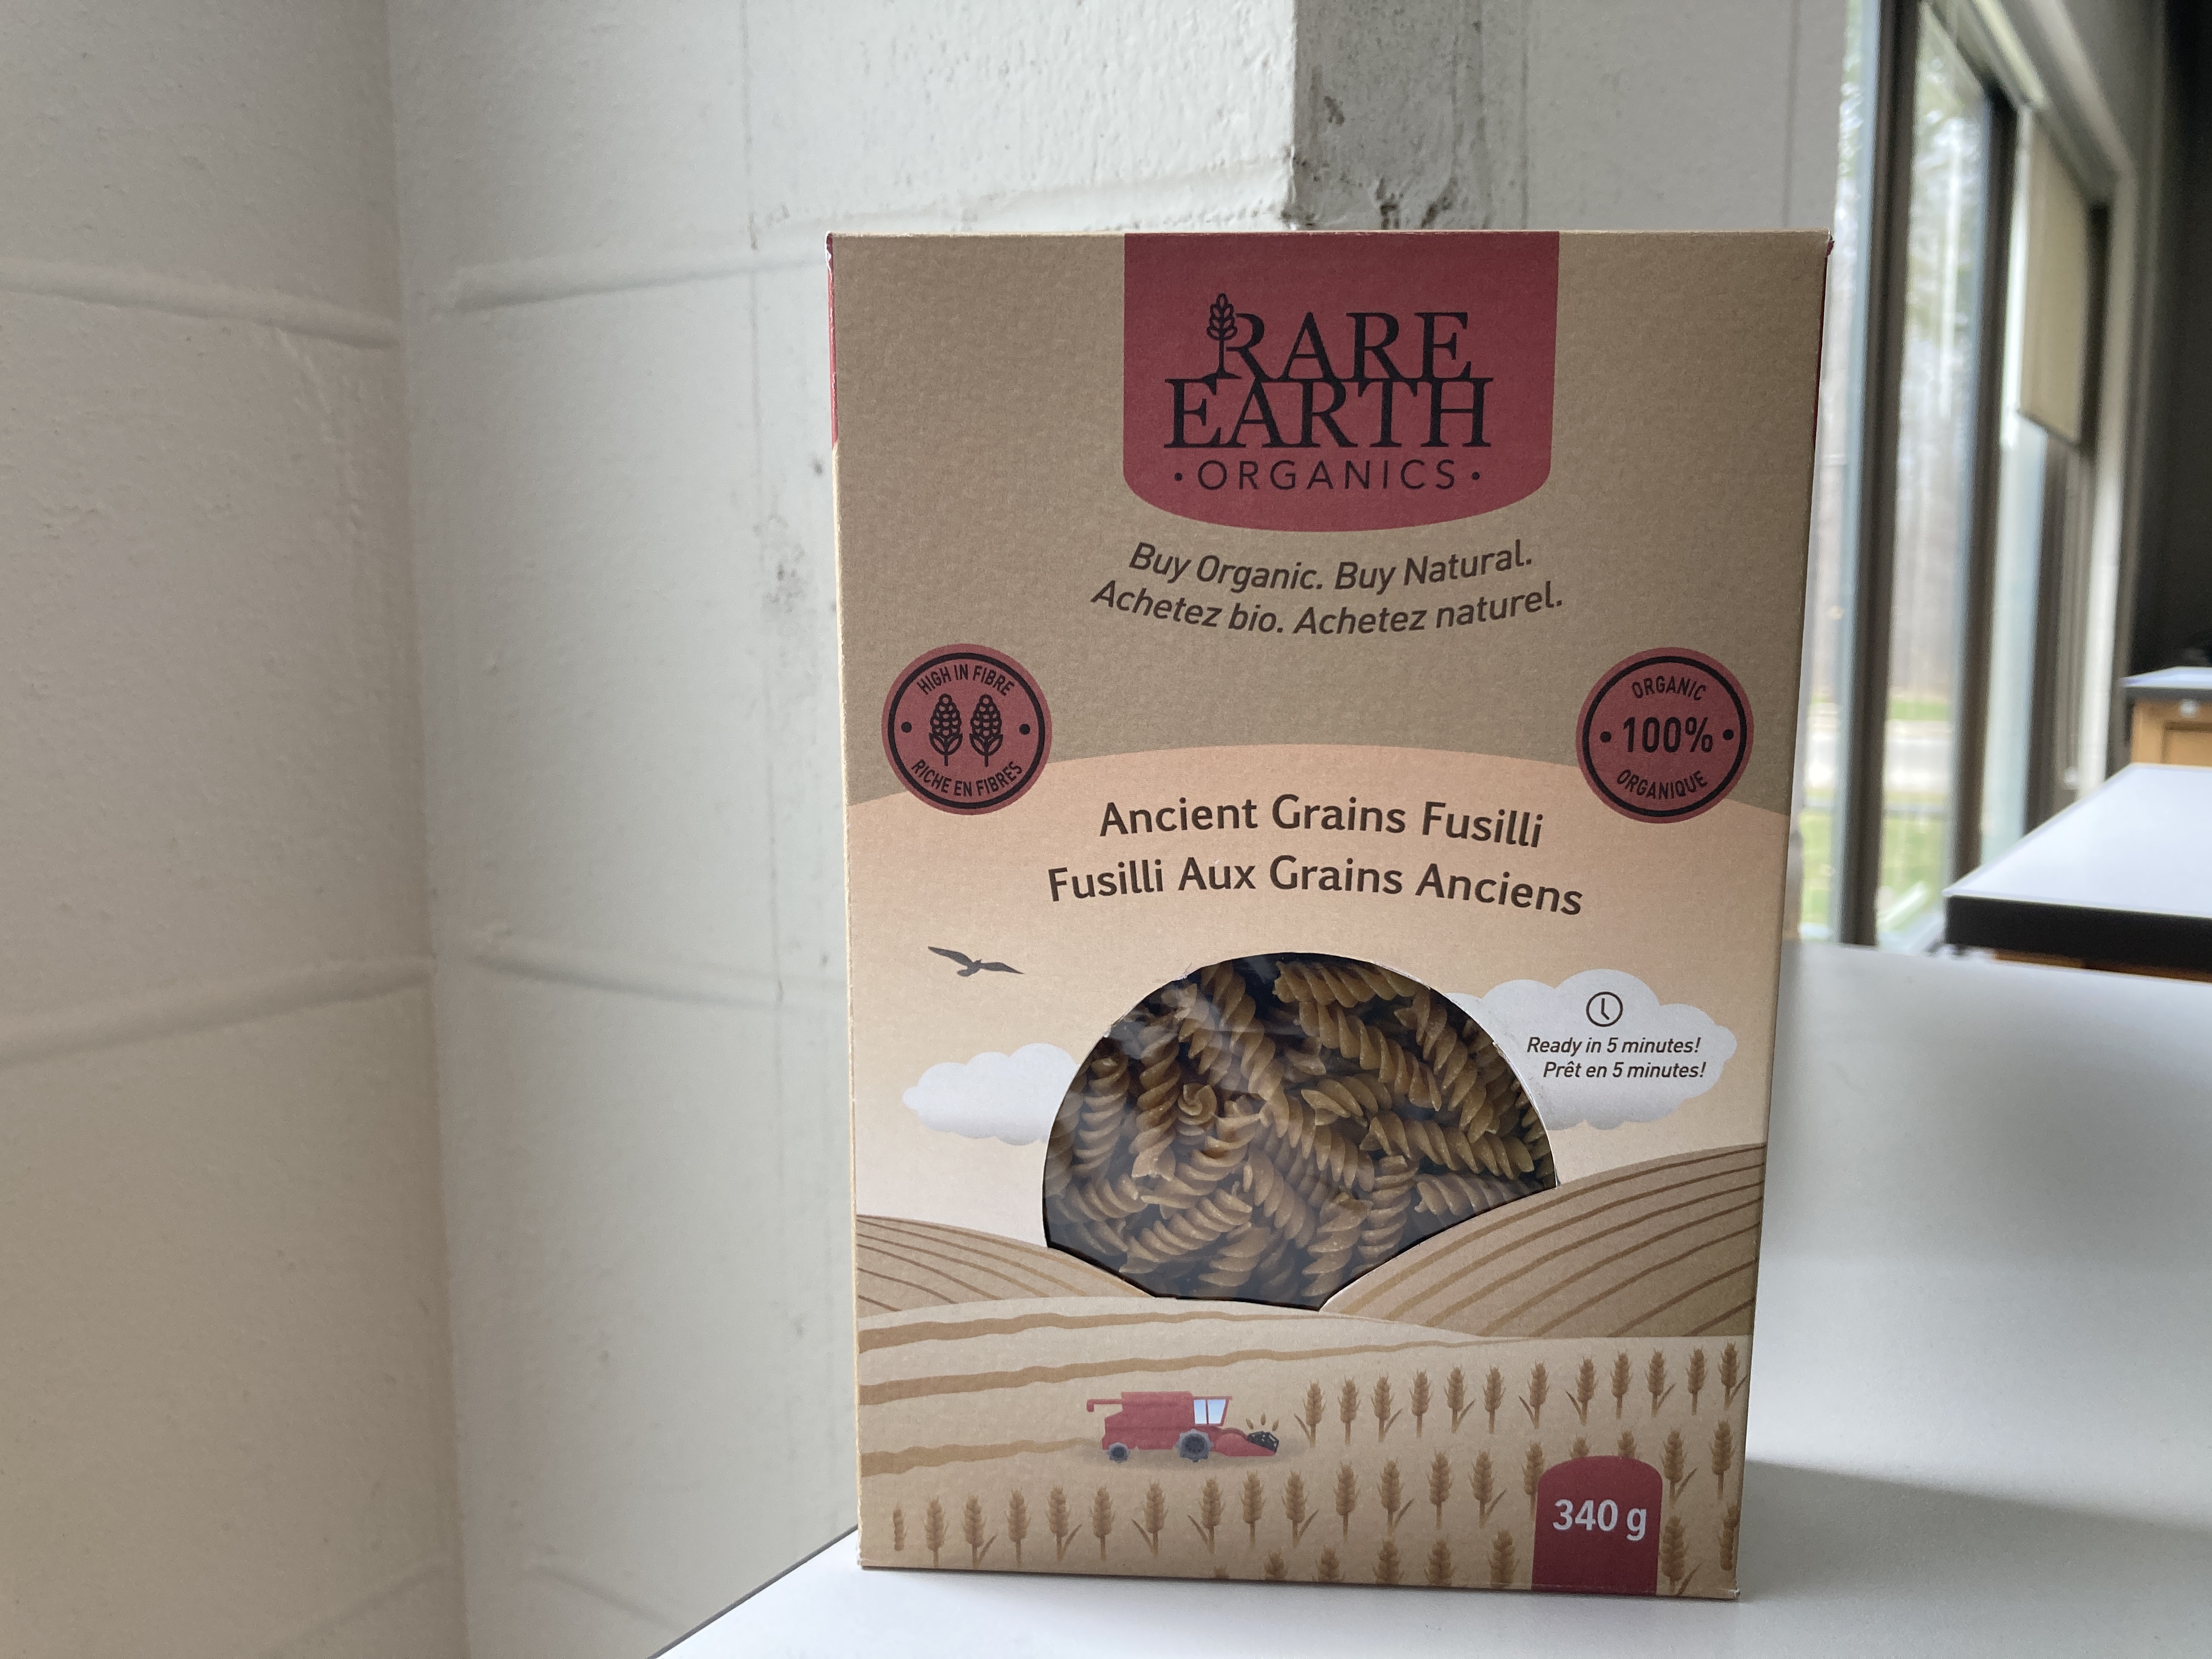 RARE
EARTH
• ORGANICS •
Buy Organic. Buy Natural.
Achetez bio. Achetez naturel.
HIGH IN FIBRE
RICHE EN FIBRES
ORGANIC
• 100% •
ORGANIQUE
Ancient Grains Fusilli
Fusilli Aux Grains Anciens
Ready in 5 minutes!
Prêt en 5 minutes!
340 g